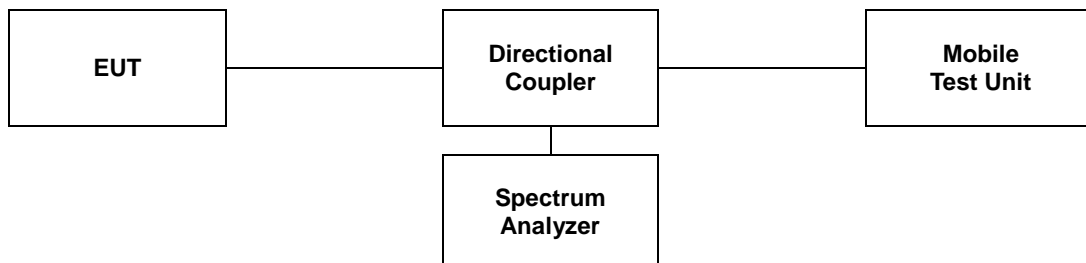 EUT
Directional
Coupler
Mobile
Test Unit
Spectrum
Analyzer